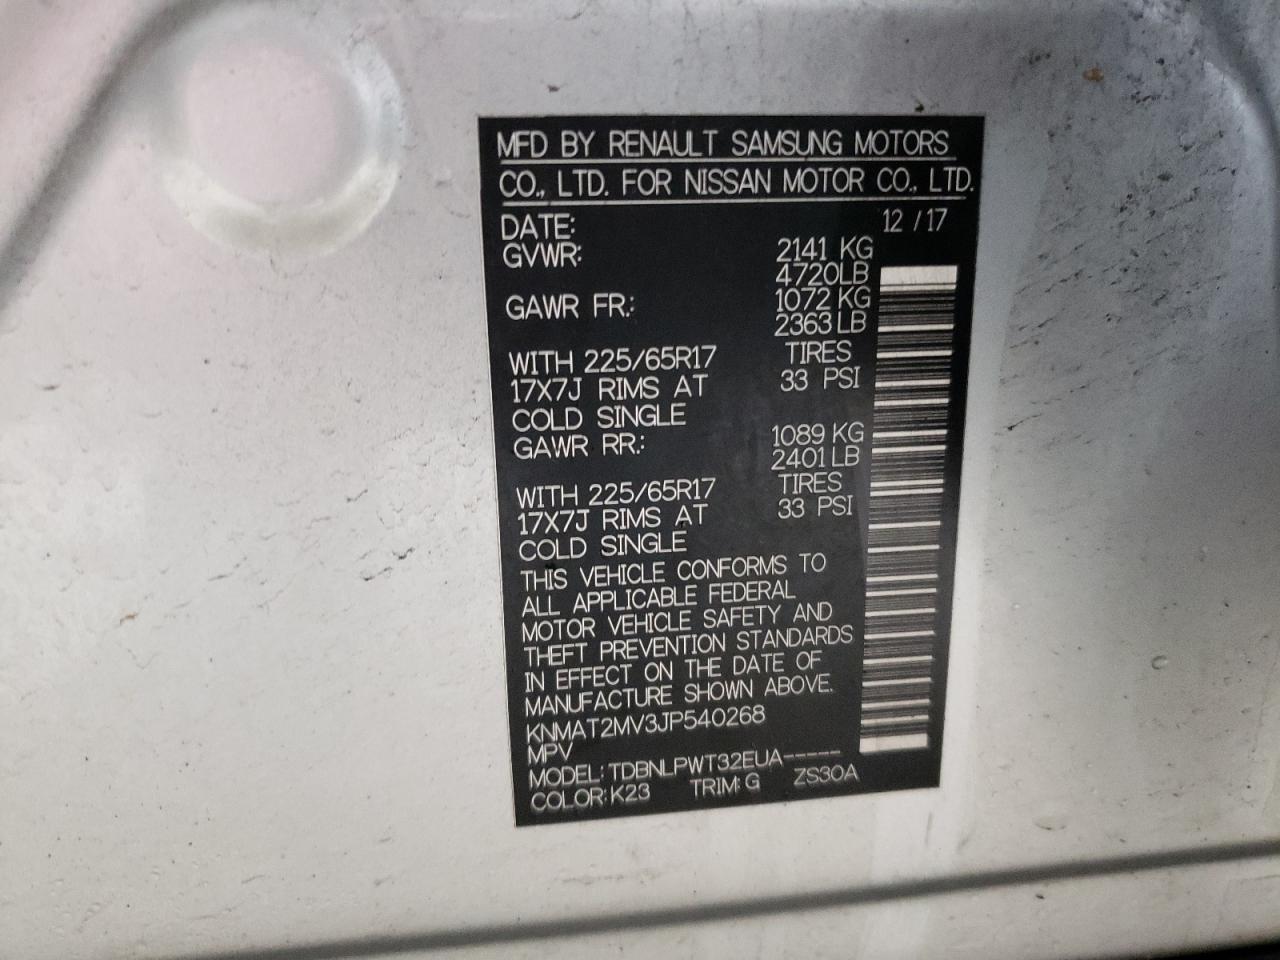 MFD BY RENAULT SAMSUNG MOTORS
CO., LTD. FOR NISSAN MOTOR CO., LTD.
DATE: 12 /17
GVWR: 2141 KG
4720LB
GAWR FR.: 1072 KG
2363 LB
WITH 225/65R17 TIRES
17X7J RIMS AT 33 PSI
COLD SINGLE
GAWR RR.: 1089 KG
2401 LB
WITH 225/65R17 TIRES
17X7J RIMS AT 33 PSI
COLD SINGLE
THIS VEHICLE CONFORMS TO
ALL APPLICABLE FEDERAL
MOTOR VEHICLE SAFETY AND
THEFT PREVENTION STANDARDS
IN EFFECT ON THE DATE OF
MANUFACTURE SHOWN ABOVE.
KNMAT2MV3JP540268
MPV
MODEL: TDBNLPWT32EUA-----
COLOR: K23 TRIM: G ZS30A